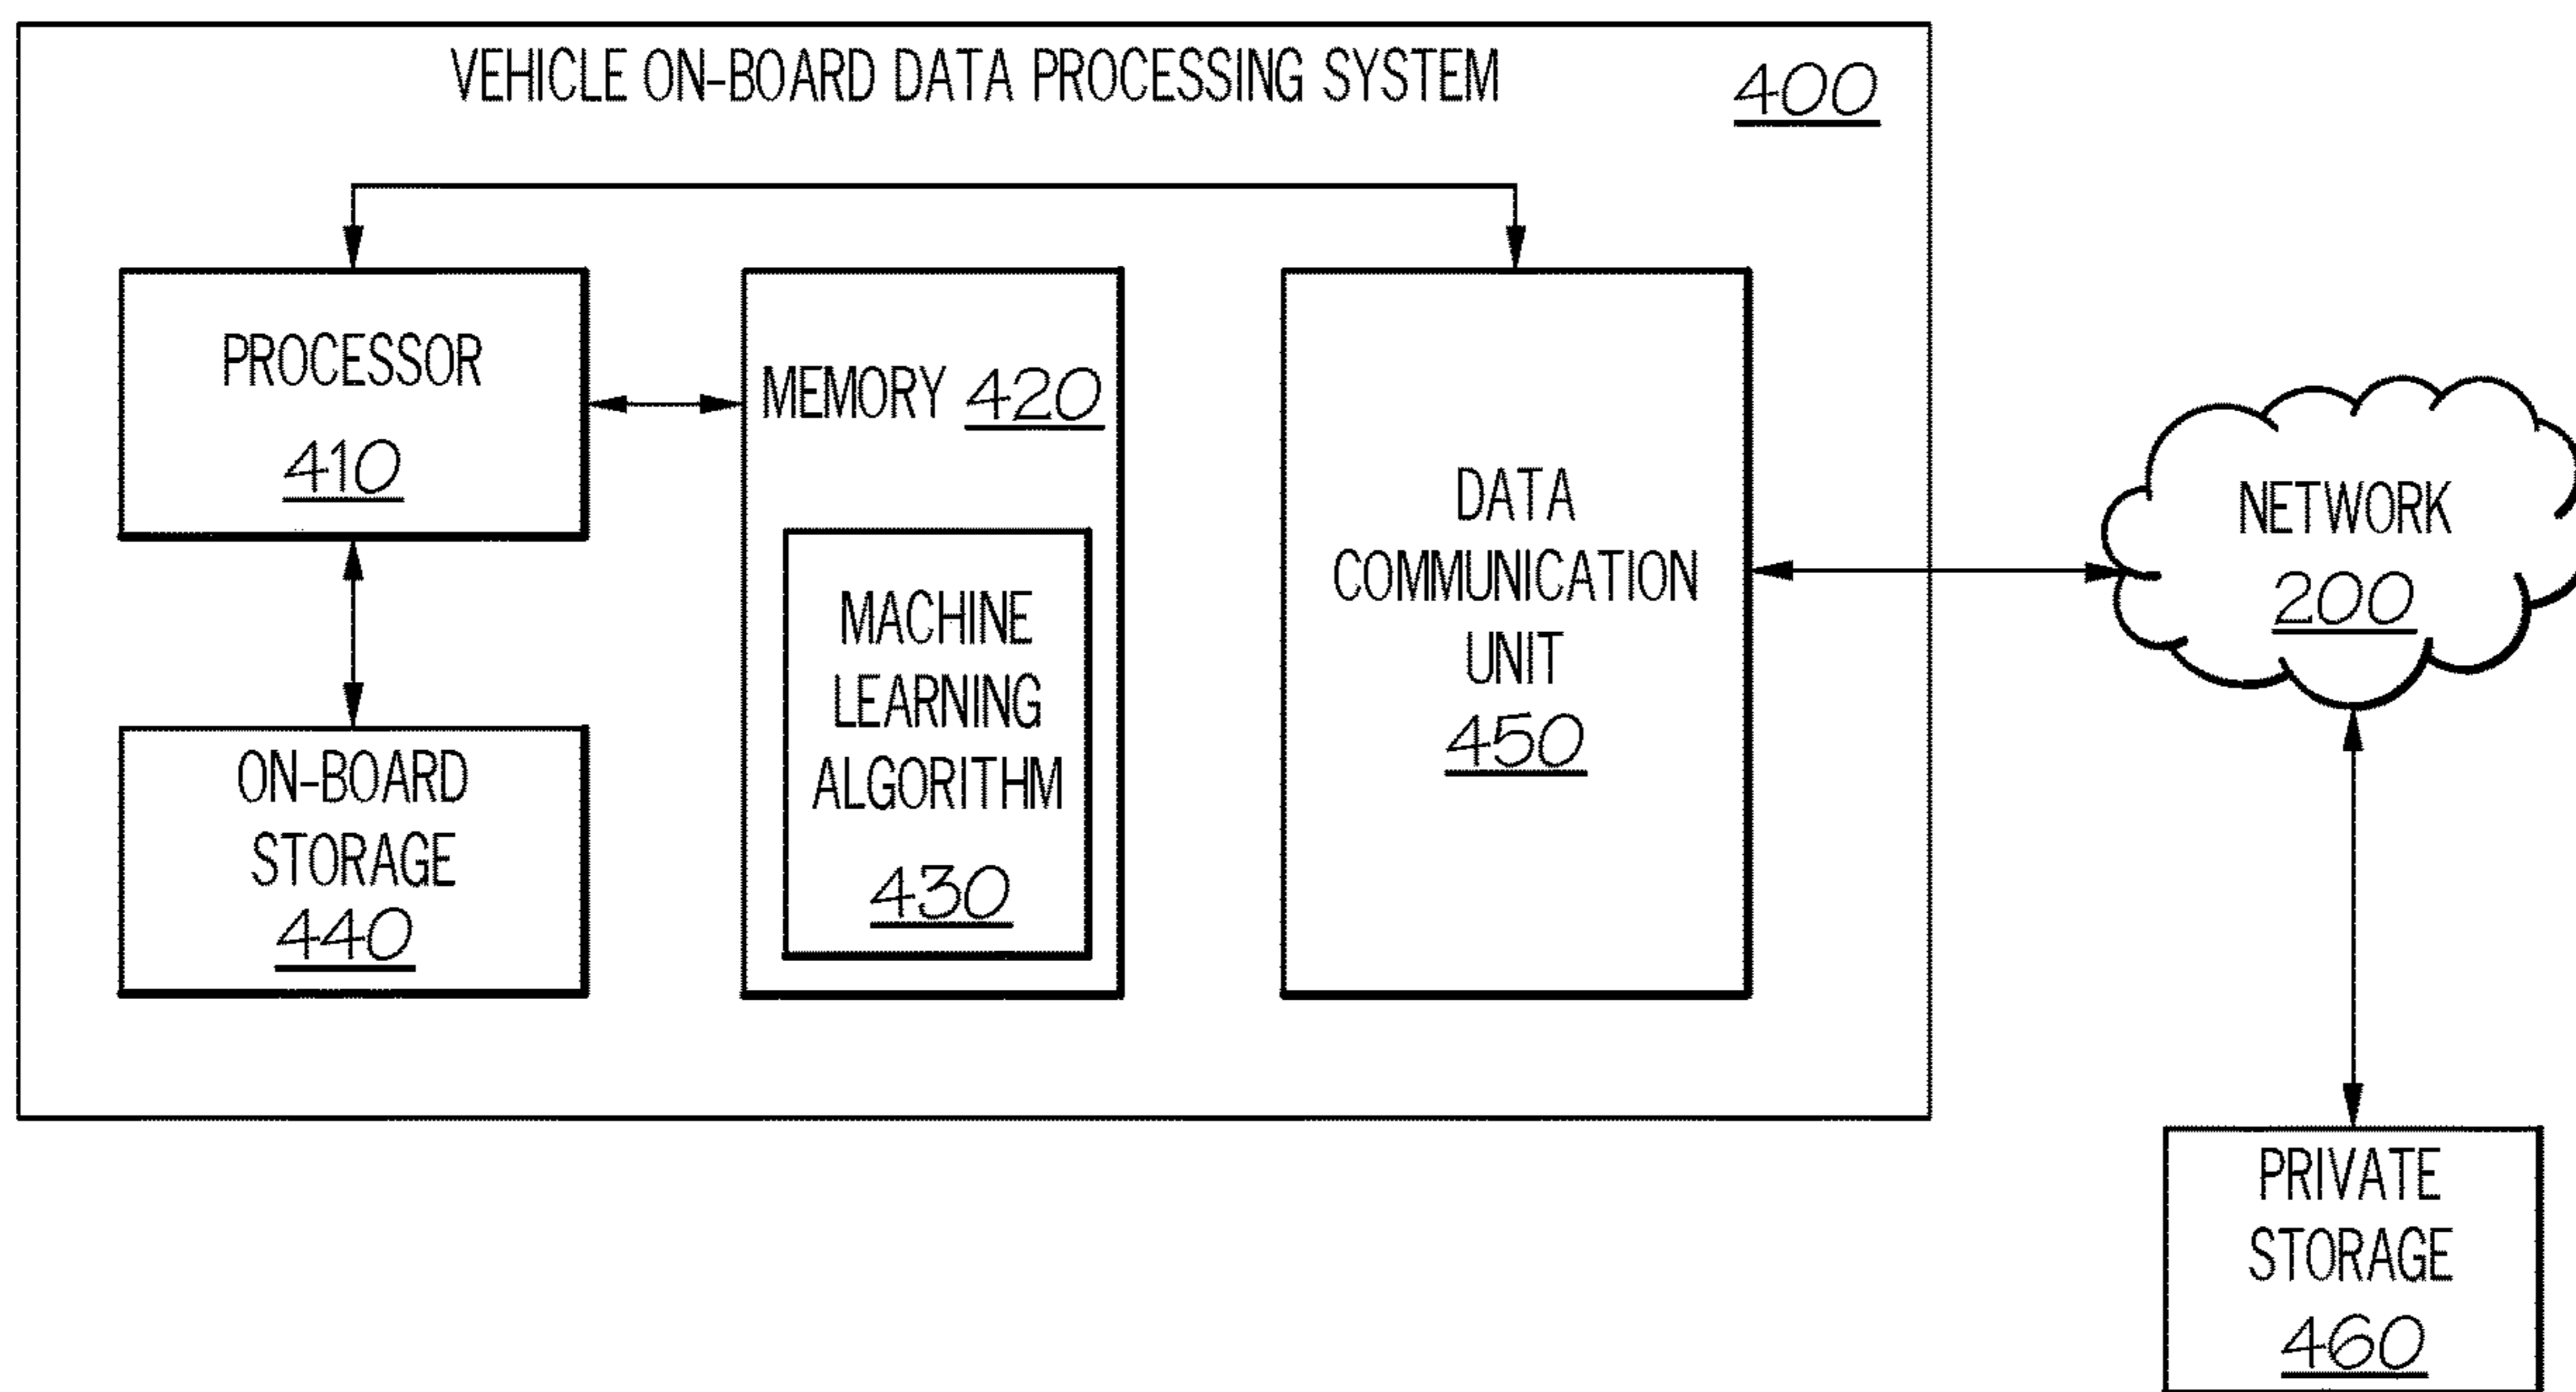 VEHICLE ON-BOARD DATA PROCESSING SYSTEM
400
PROCESSOR
410
MEMORY 420
MACHINE
LEARNING
ALGORITHM
430
ON-BOARD
STORAGE
440
DATA
COMMUNICATION
UNIT
450
NETWORK
200
PRIVATE
STORAGE
460